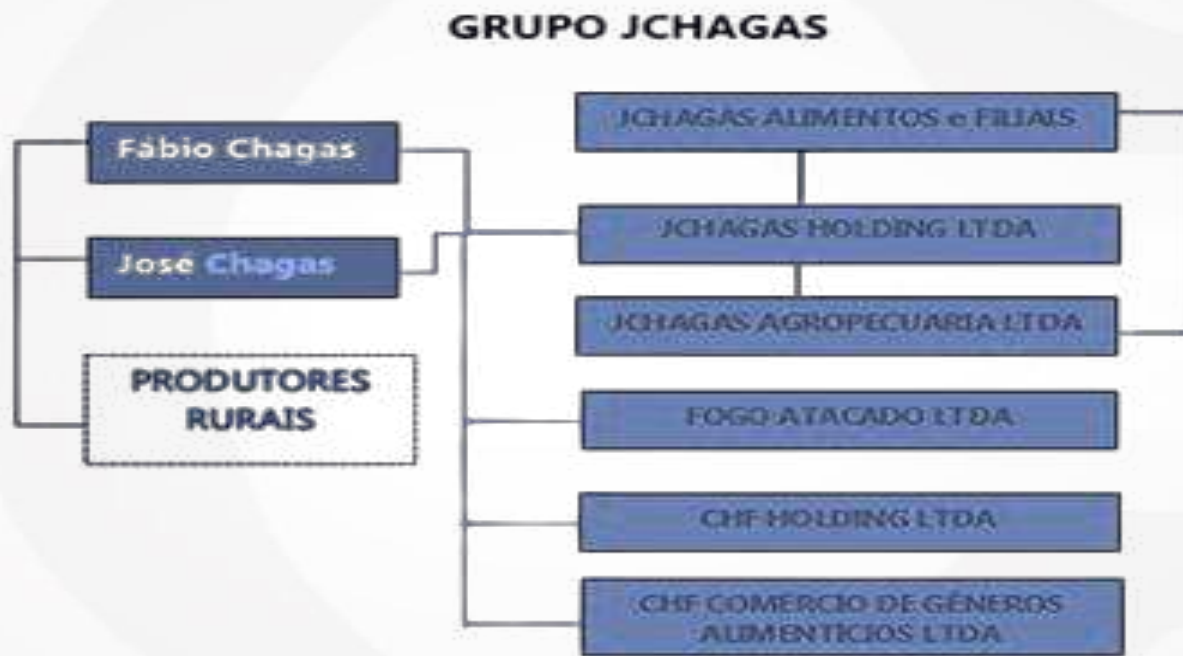 GRUPO JCHAGAS
Fábio Chagas
José Chagas
PRODUTORES
RURAIS
JCHAGAS ALIMENTOS e FILIAIS
JCHAGAS HOLDING LTDA
JCHAGAS AGROPECUARIA LTDA
FOGO ATACADO LTDA
CHF HOLDING LTDA
CHF COMERCIO DE GÊNEROS
ALIMENTÍCIOS LTDA